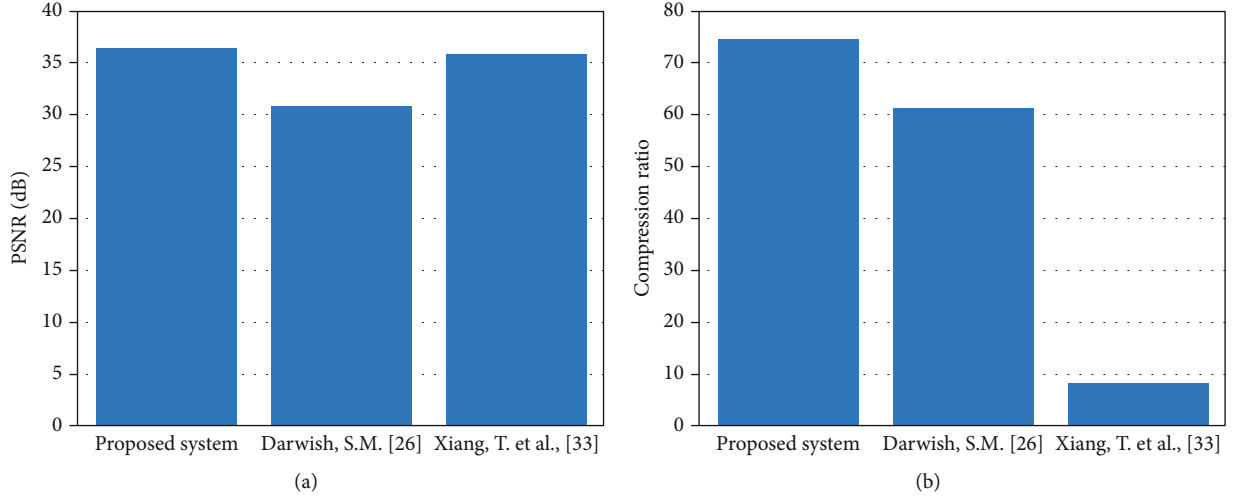 40
35
30
25
20
15
10
5
0
PSNR (dB)
Proposed system
Darwish, S.M. [26]
Xiang, T. et al., [33]
(a)
80
70
60
50
40
30
20
10
0
Compression ratio
Proposed system
Darwish, S.M. [26]
Xiang, T. et al., [33]
(b)